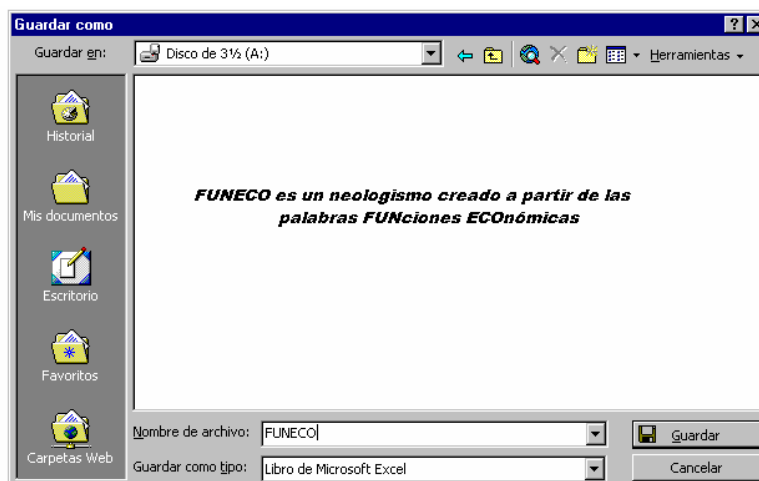 Guardar como
Guardar en: Disco de 3½ (A:) Herramientas
Historial
Mis documentos
Escritorio
Favoritos
Carpetas Web
FUNECO es un neologismo creado a partir de las
palabras FUNciones ECOnómicas
Nombre de archivo: FUNECO Guardar
Guardar como tipo: Libro de Microsoft Excel Cancelar